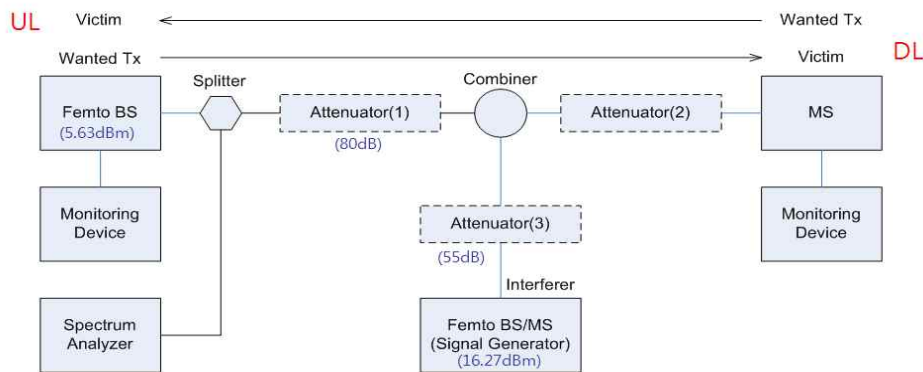 UL
Victim
Wanted Tx
Wanted Tx
Victim
DL
Splitter
Combiner
Femto BS
(5.63dBm)
Attenuator(1)
(80dB)
Attenuator(2)
MS
Monitoring
Device
Attenuator(3)
(55dB)
Monitoring
Device
Interferer
Spectrum
Analyzer
Femto BS/MS
(Signal Generator)
(16.27dBm)